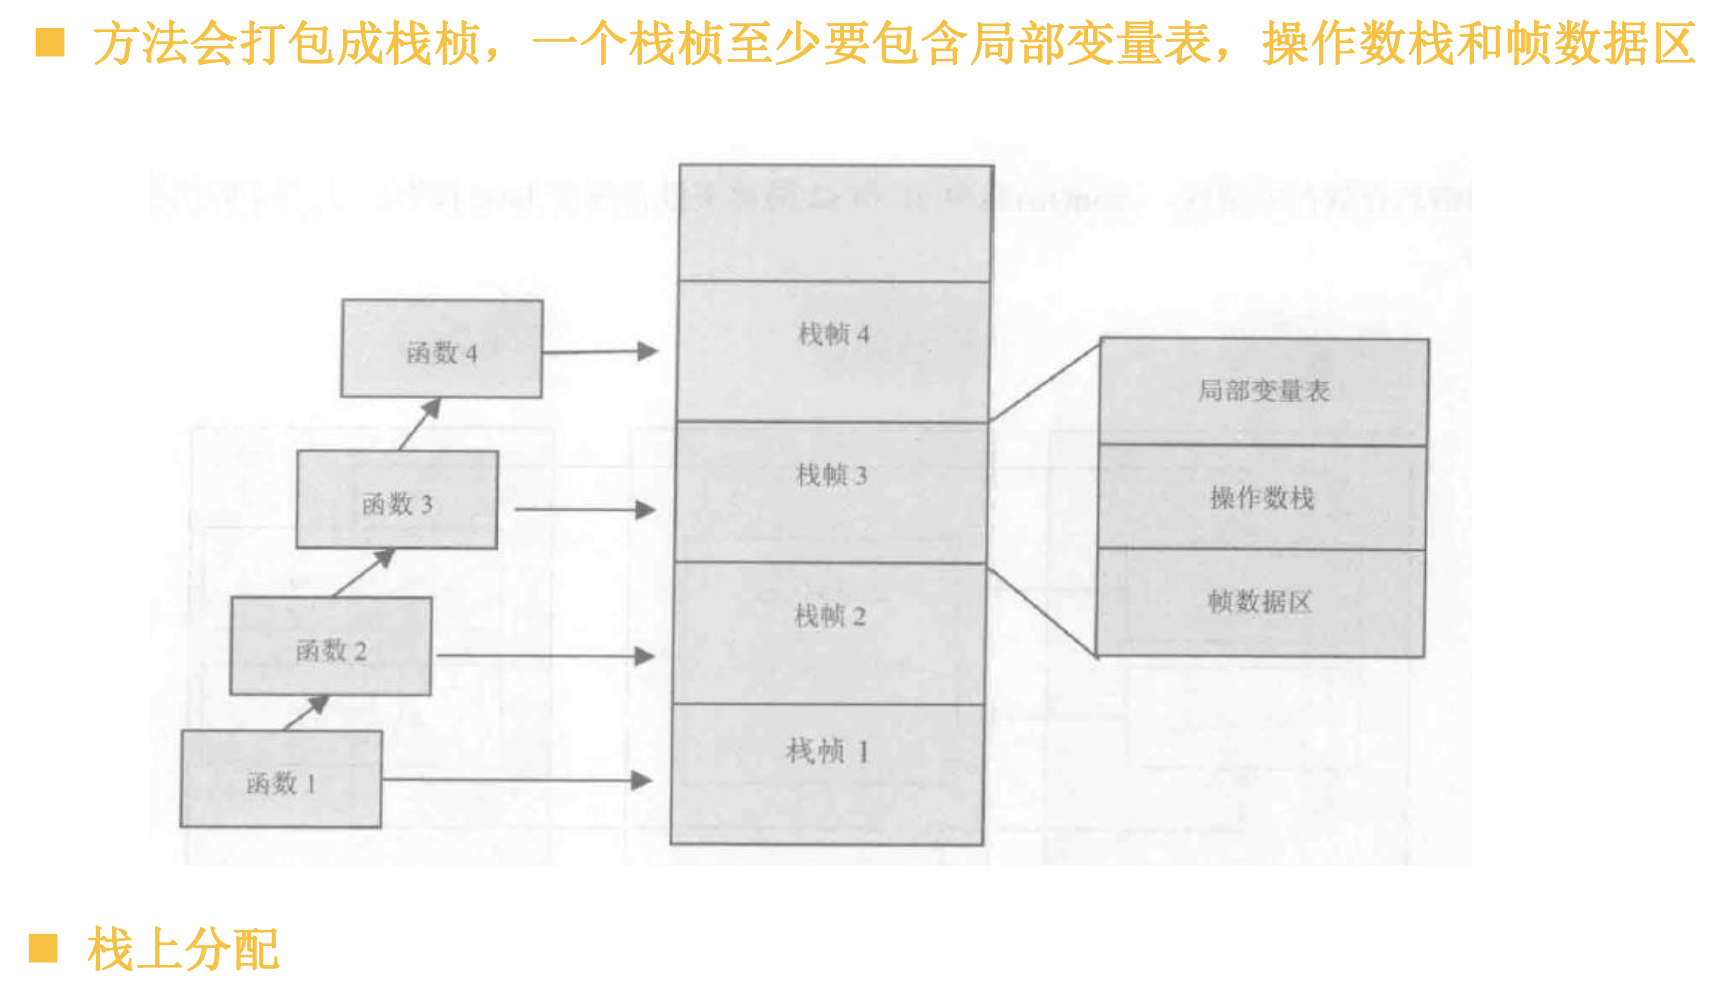 方法会打包成栈桢，一个栈桢至少要包含局部变量表，操作数栈和帧数据区
栈帧 4
函数 4
局部变量表
栈帧 3
操作数栈
函数 3
帧数据区
栈帧 2
函数 2
栈帧 1
函数 1
栈上分配